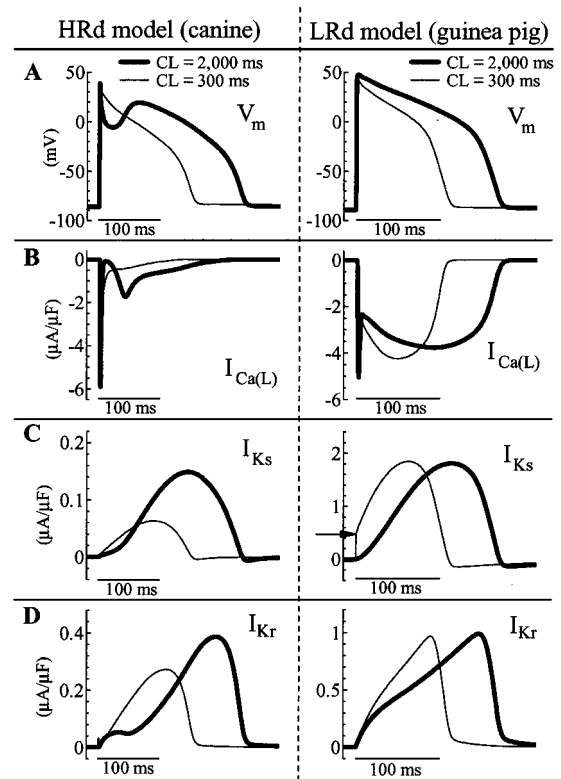 HRd model (canine) LRd model (guinea pig)
CL = 2,000 ms CL = 2,000 ms
CL = 300 ms CL = 300 ms
A
50
0
-50
-100
(mV)
Vm
100 ms
50
0
-50
-100
Vm
100 ms
B
0
-2
-4
-6
(µA/µF)
ICa(L)
100 ms
0
-2
-4
-6
ICa(L)
100 ms
C
0.2
0.1
0
(µA/µF)
IKs
100 ms
2
1
0
IKs
100 ms
D
0.4
0.2
0
(µA/µF)
IKr
100 ms
1
0.5
0
IKr
100 ms